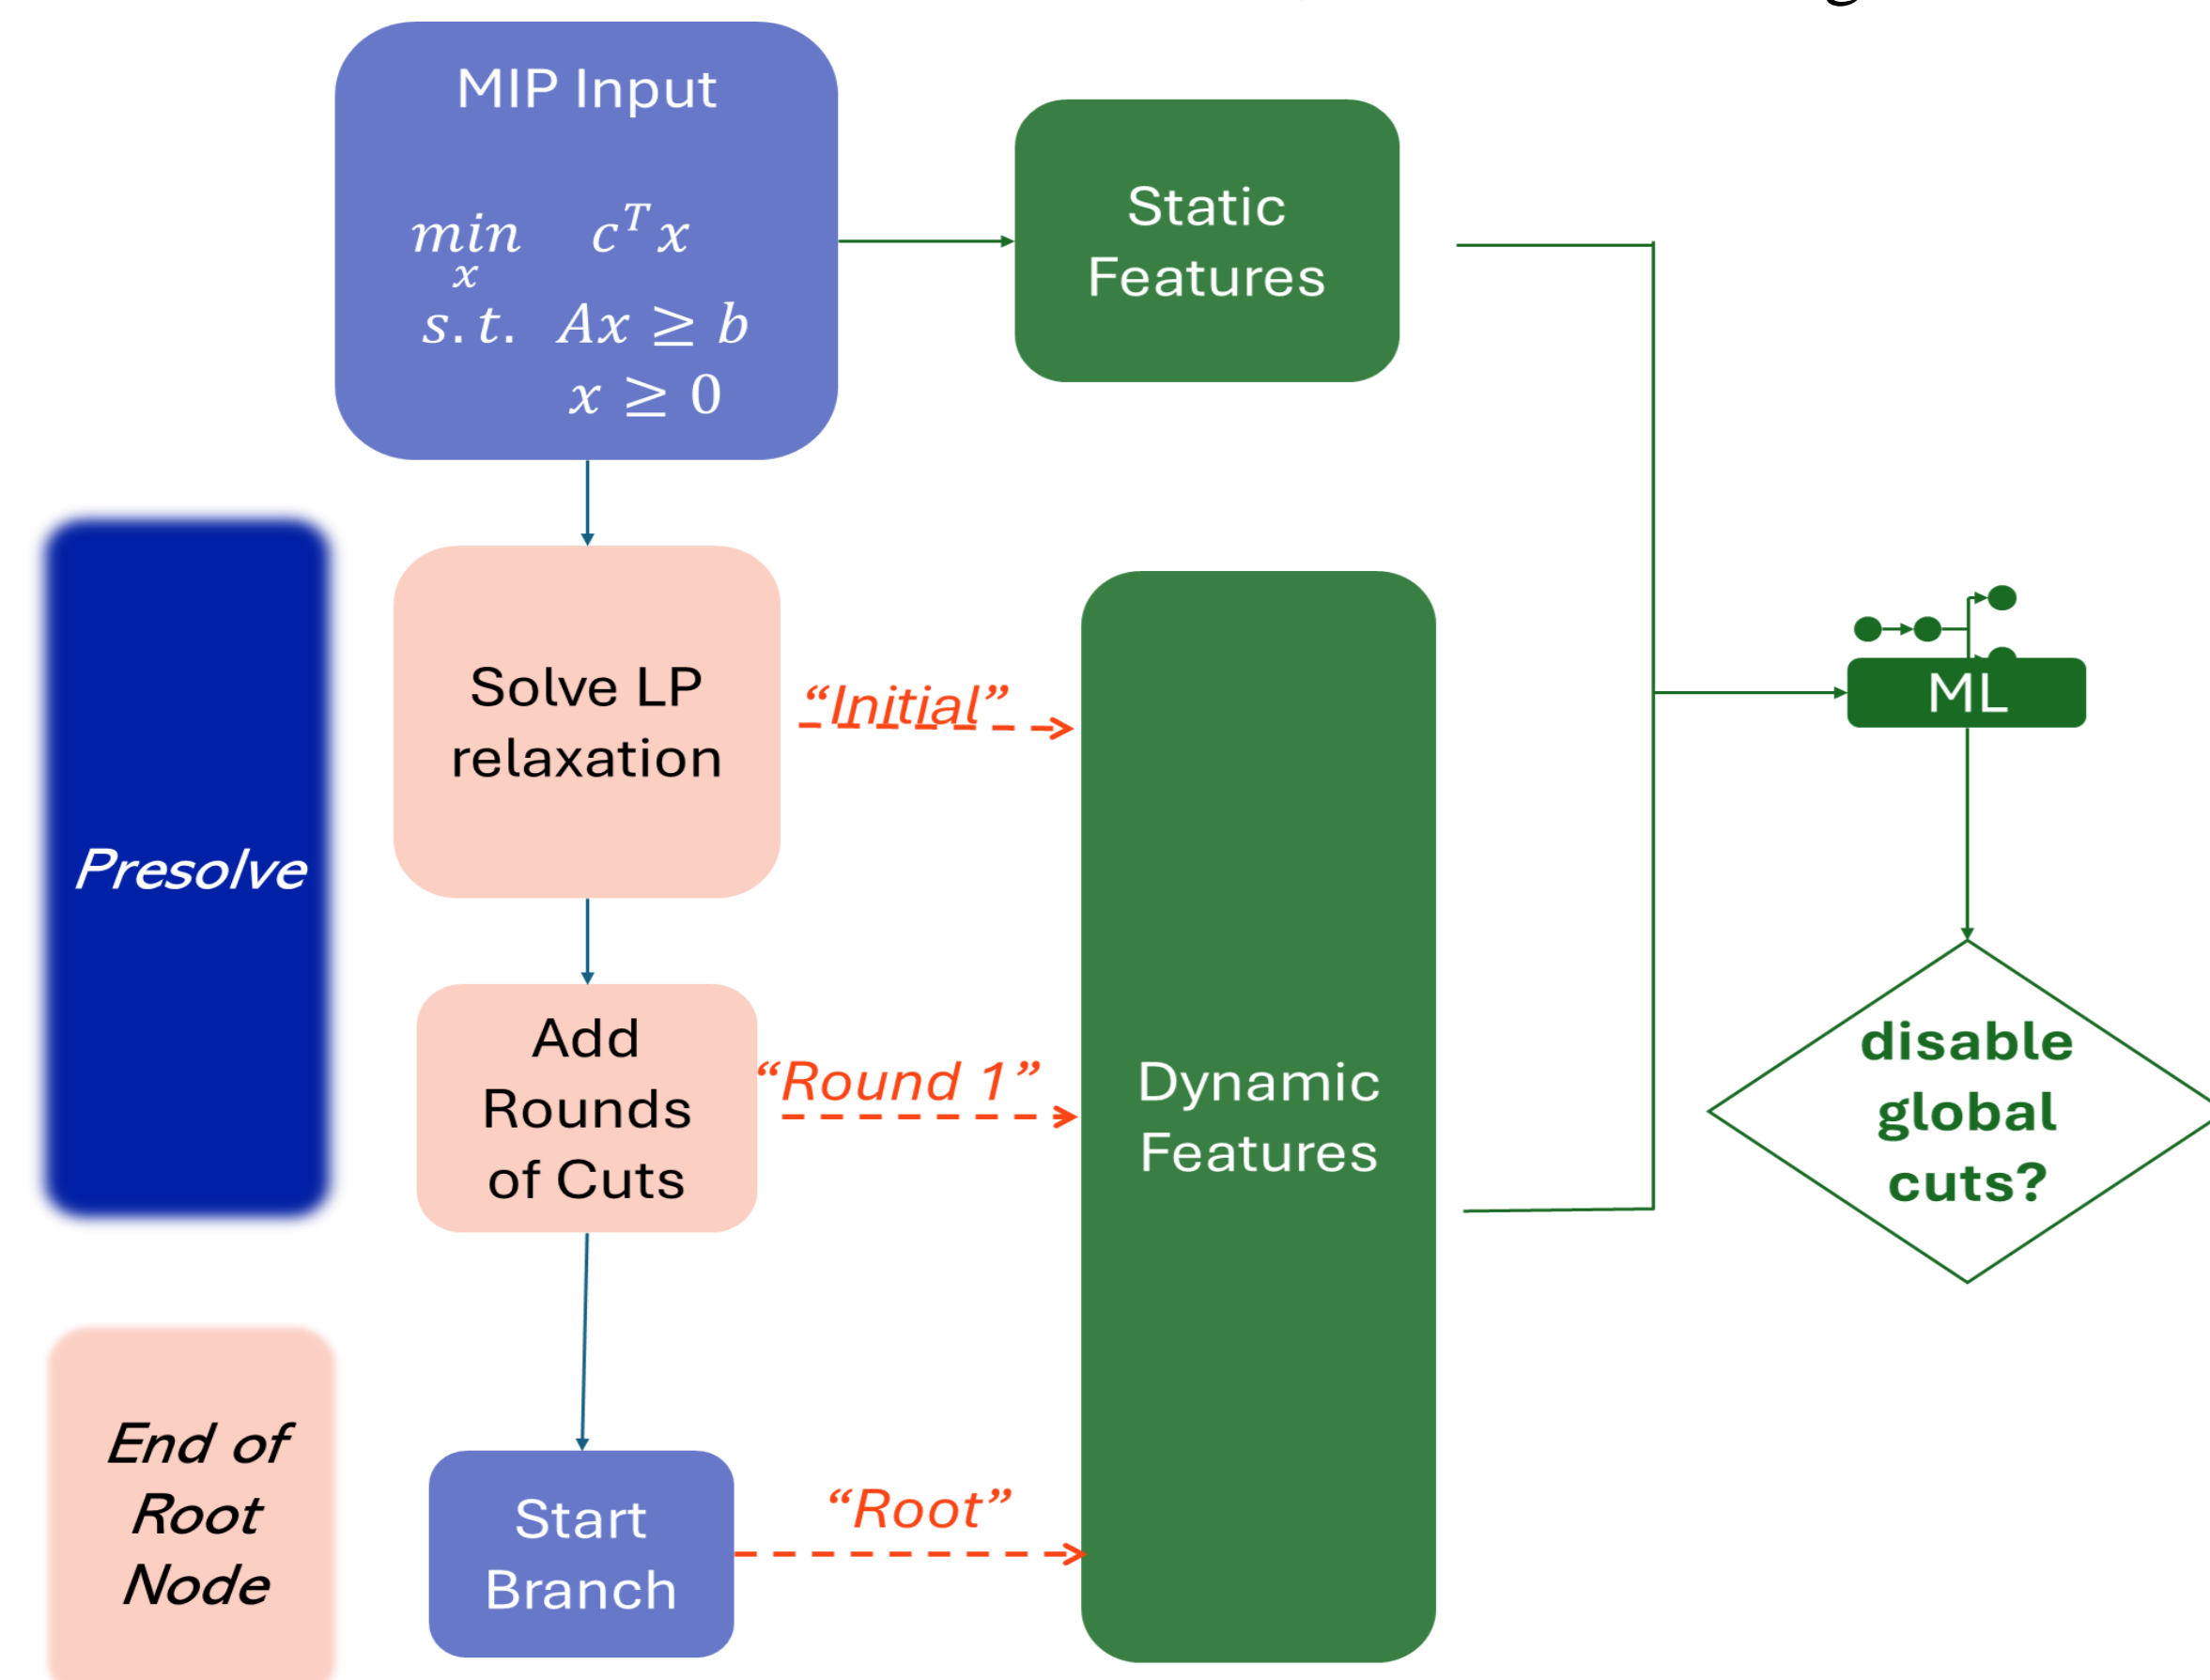 MIP Input
min c^T x
x
s.t. Ax ≥ b
x ≥ 0
Static
Features
Presolve
Solve LP
relaxation
“Initial”
ML
Add
Rounds
of Cuts
“Round 1”
Dynamic
Features
disable
global
cuts?
End of
Root
Node
Start
Branch
“Root”